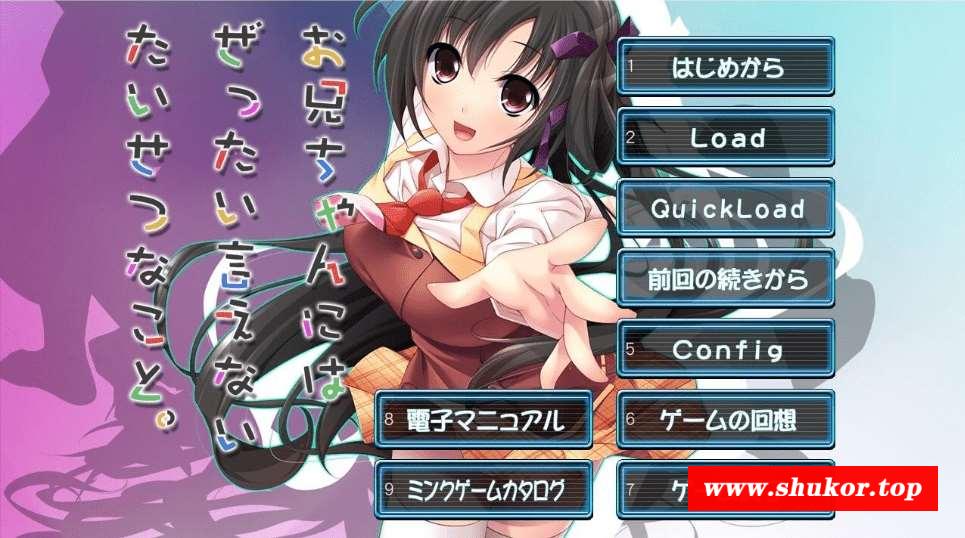 お兄ちゃんには
ぜったい言えない
たいせつなこと。
1 はじめから
2 Load
QuickLoad
前回の続きから
5 Config
6 ゲームの回想
7
8 電子マニュアル
9 ミンクゲームカタログ
www.shukor.top